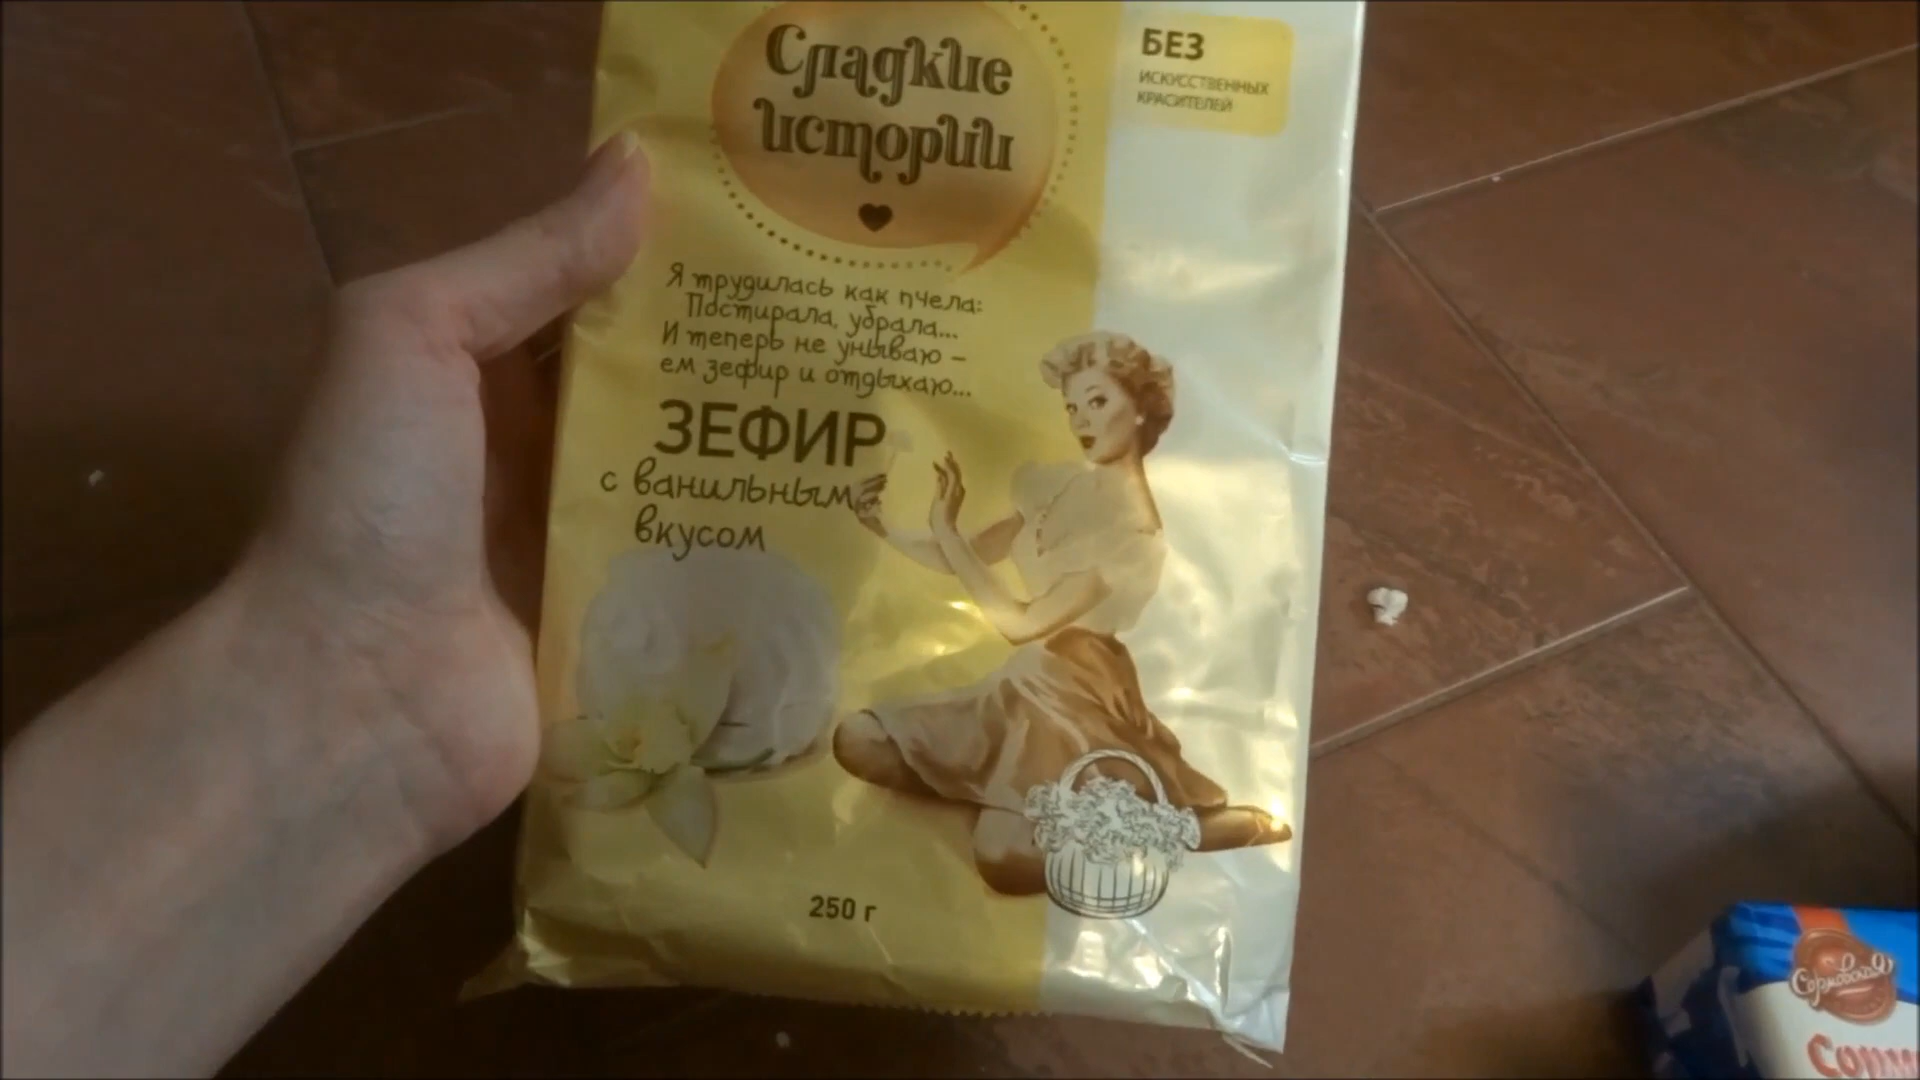 Сладкие
истории
БЕЗ
ИСКУССТВЕННЫХ
КРАСИТЕЛЕЙ
Я трудилась как пчела:
Постирала, убрала...
И теперь не унываю –
ем зефир и отдыхаю...
ЗЕФИР
с ванильным
вкусом
250 г
Сормовская